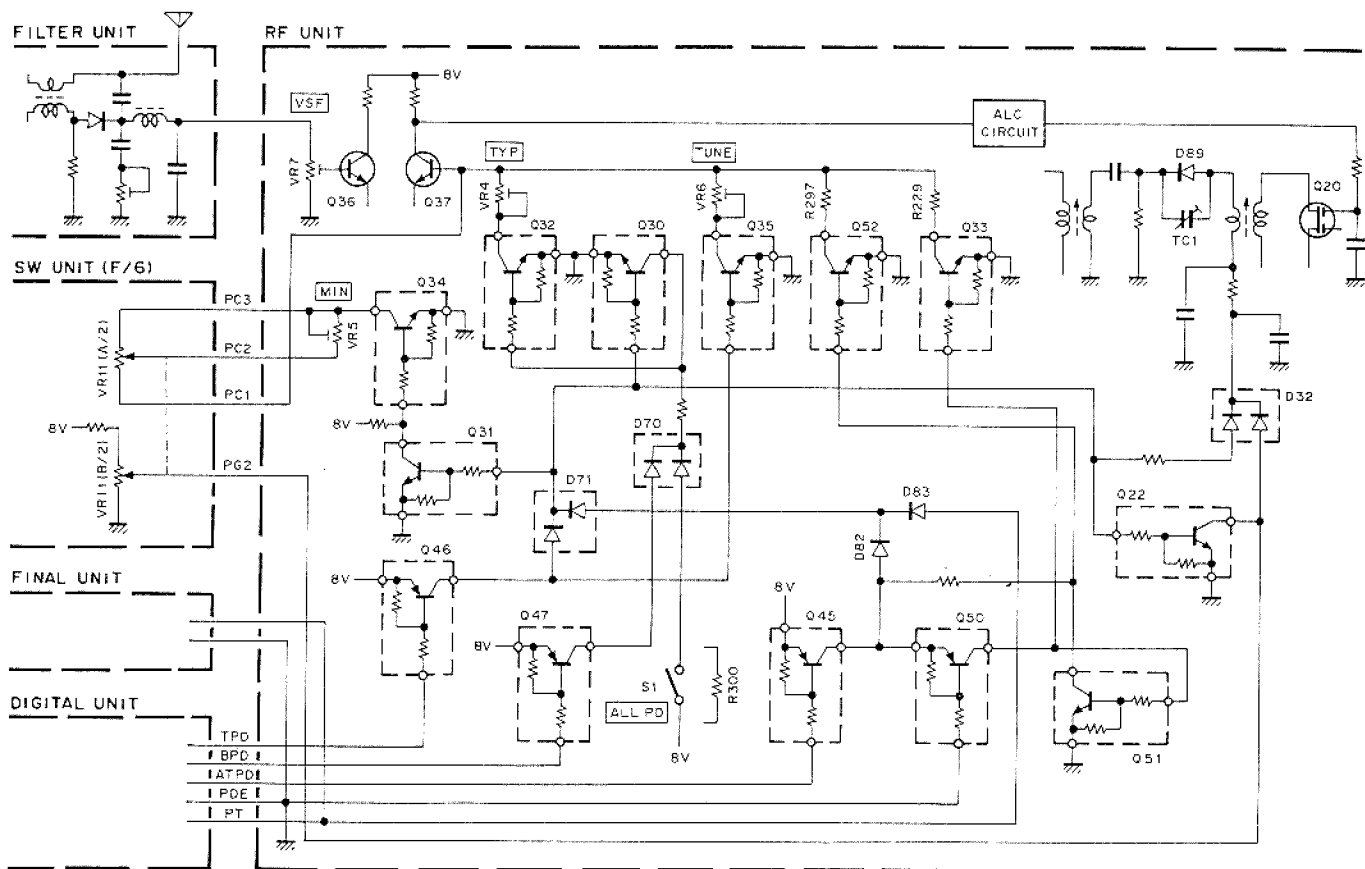 FILTER UNIT
RF UNIT
8V
VSF
VR7
Q36
Q37
TYP
VR4
Q32
Q30
TUNE
VR6
Q35
R297
Q52
R229
Q33
ALC
CIRCUIT
D89
TC1
Q20
SW UNIT (F/6)
PC3
MIN
Q34
VR5
VR11 (A/2)
PC2
PC1
8V
VR11 (B/2)
PG2
8V
Q31
D70
D71
D32
D83
Q22
D82
FINAL UNIT
8V
Q46
8V
Q47
S1
ALL PD
R300
8V
8V
Q45
Q50
Q51
DIGITAL UNIT
TPD
BPD
ATPD
PDE
PT